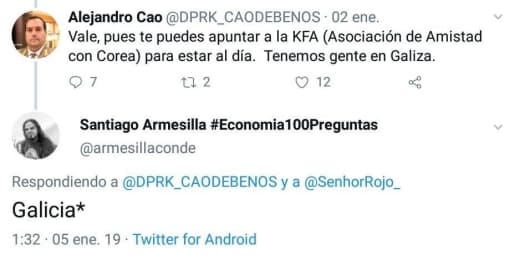 Alejandro Cao @DPRK_CAODEBENOS · 02 ene.
Vale, pues te puedes apuntar a la KFA (Asociación de Amistad
con Corea) para estar al día. Tenemos gente en Galiza.
7 2 12
Santiago Armesilla #Economia100Preguntas
@armesillaconde
Respondiendo a @DPRK_CAODEBENOS y a @SenhorRojo_
Galicia*
1:32 · 05 ene. 19 · Twitter for Android